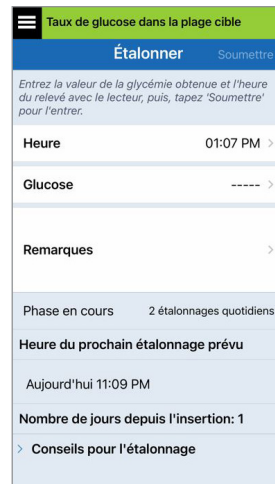 Taux de glucose dans la plage cible
Étalonner Soumettre
Entrez la valeur de la glycémie obtenue et l'heure
du relevé avec le lecteur, puis, tapez 'Soumettre'
pour l'entrer.
Heure 01:07 PM >
Glucose ----- >
Remarques >
Phase en cours 2 étalonnages quotidiens
Heure du prochain étalonnage prévu
Aujourd'hui 11:09 PM
Nombre de jours depuis l'insertion: 1
> Conseils pour l'étalonnage